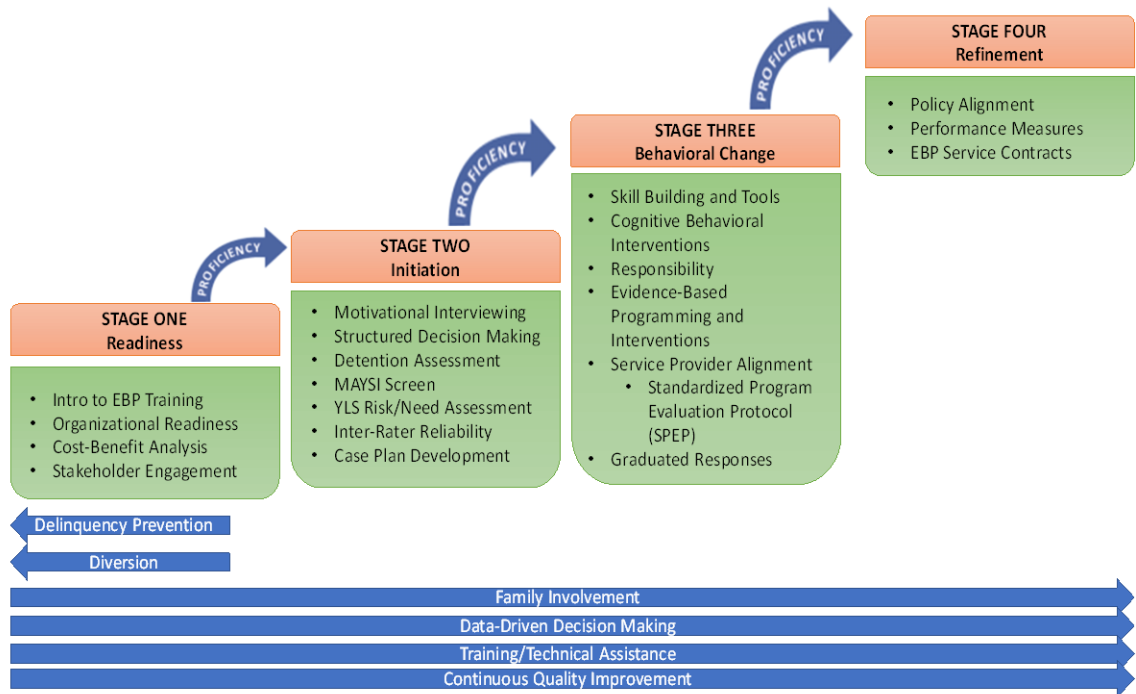 STAGE ONE
Readiness
• Intro to EBP Training
• Organizational Readiness
• Cost-Benefit Analysis
• Stakeholder Engagement
PROFICIENCY
STAGE TWO
Initiation
• Motivational Interviewing
• Structured Decision Making
• Detention Assessment
• MAYSI Screen
• YLS Risk/Need Assessment
• Inter-Rater Reliability
• Case Plan Development
PROFICIENCY
STAGE THREE
Behavioral Change
• Skill Building and Tools
• Cognitive Behavioral
Interventions
• Responsibility
• Evidence-Based
Programming and
Interventions
• Service Provider Alignment
• Standardized Program
Evaluation Protocol
(SPEP)
• Graduated Responses
PROFICIENCY
STAGE FOUR
Refinement
• Policy Alignment
• Performance Measures
• EBP Service Contracts
Delinquency Prevention
Diversion
Family Involvement
Data-Driven Decision Making
Training/Technical Assistance
Continuous Quality Improvement